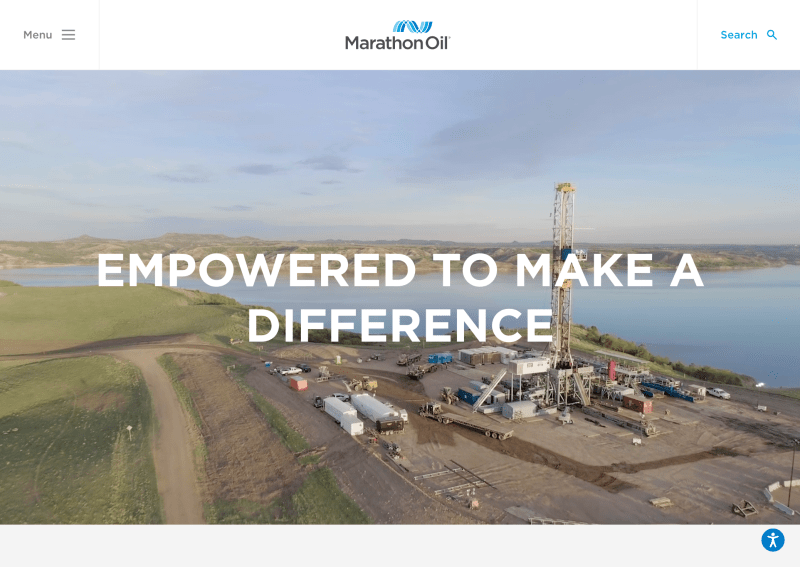 Menu
Marathon Oil
Search
EMPOWERED TO MAKE A
DIFFERENCE